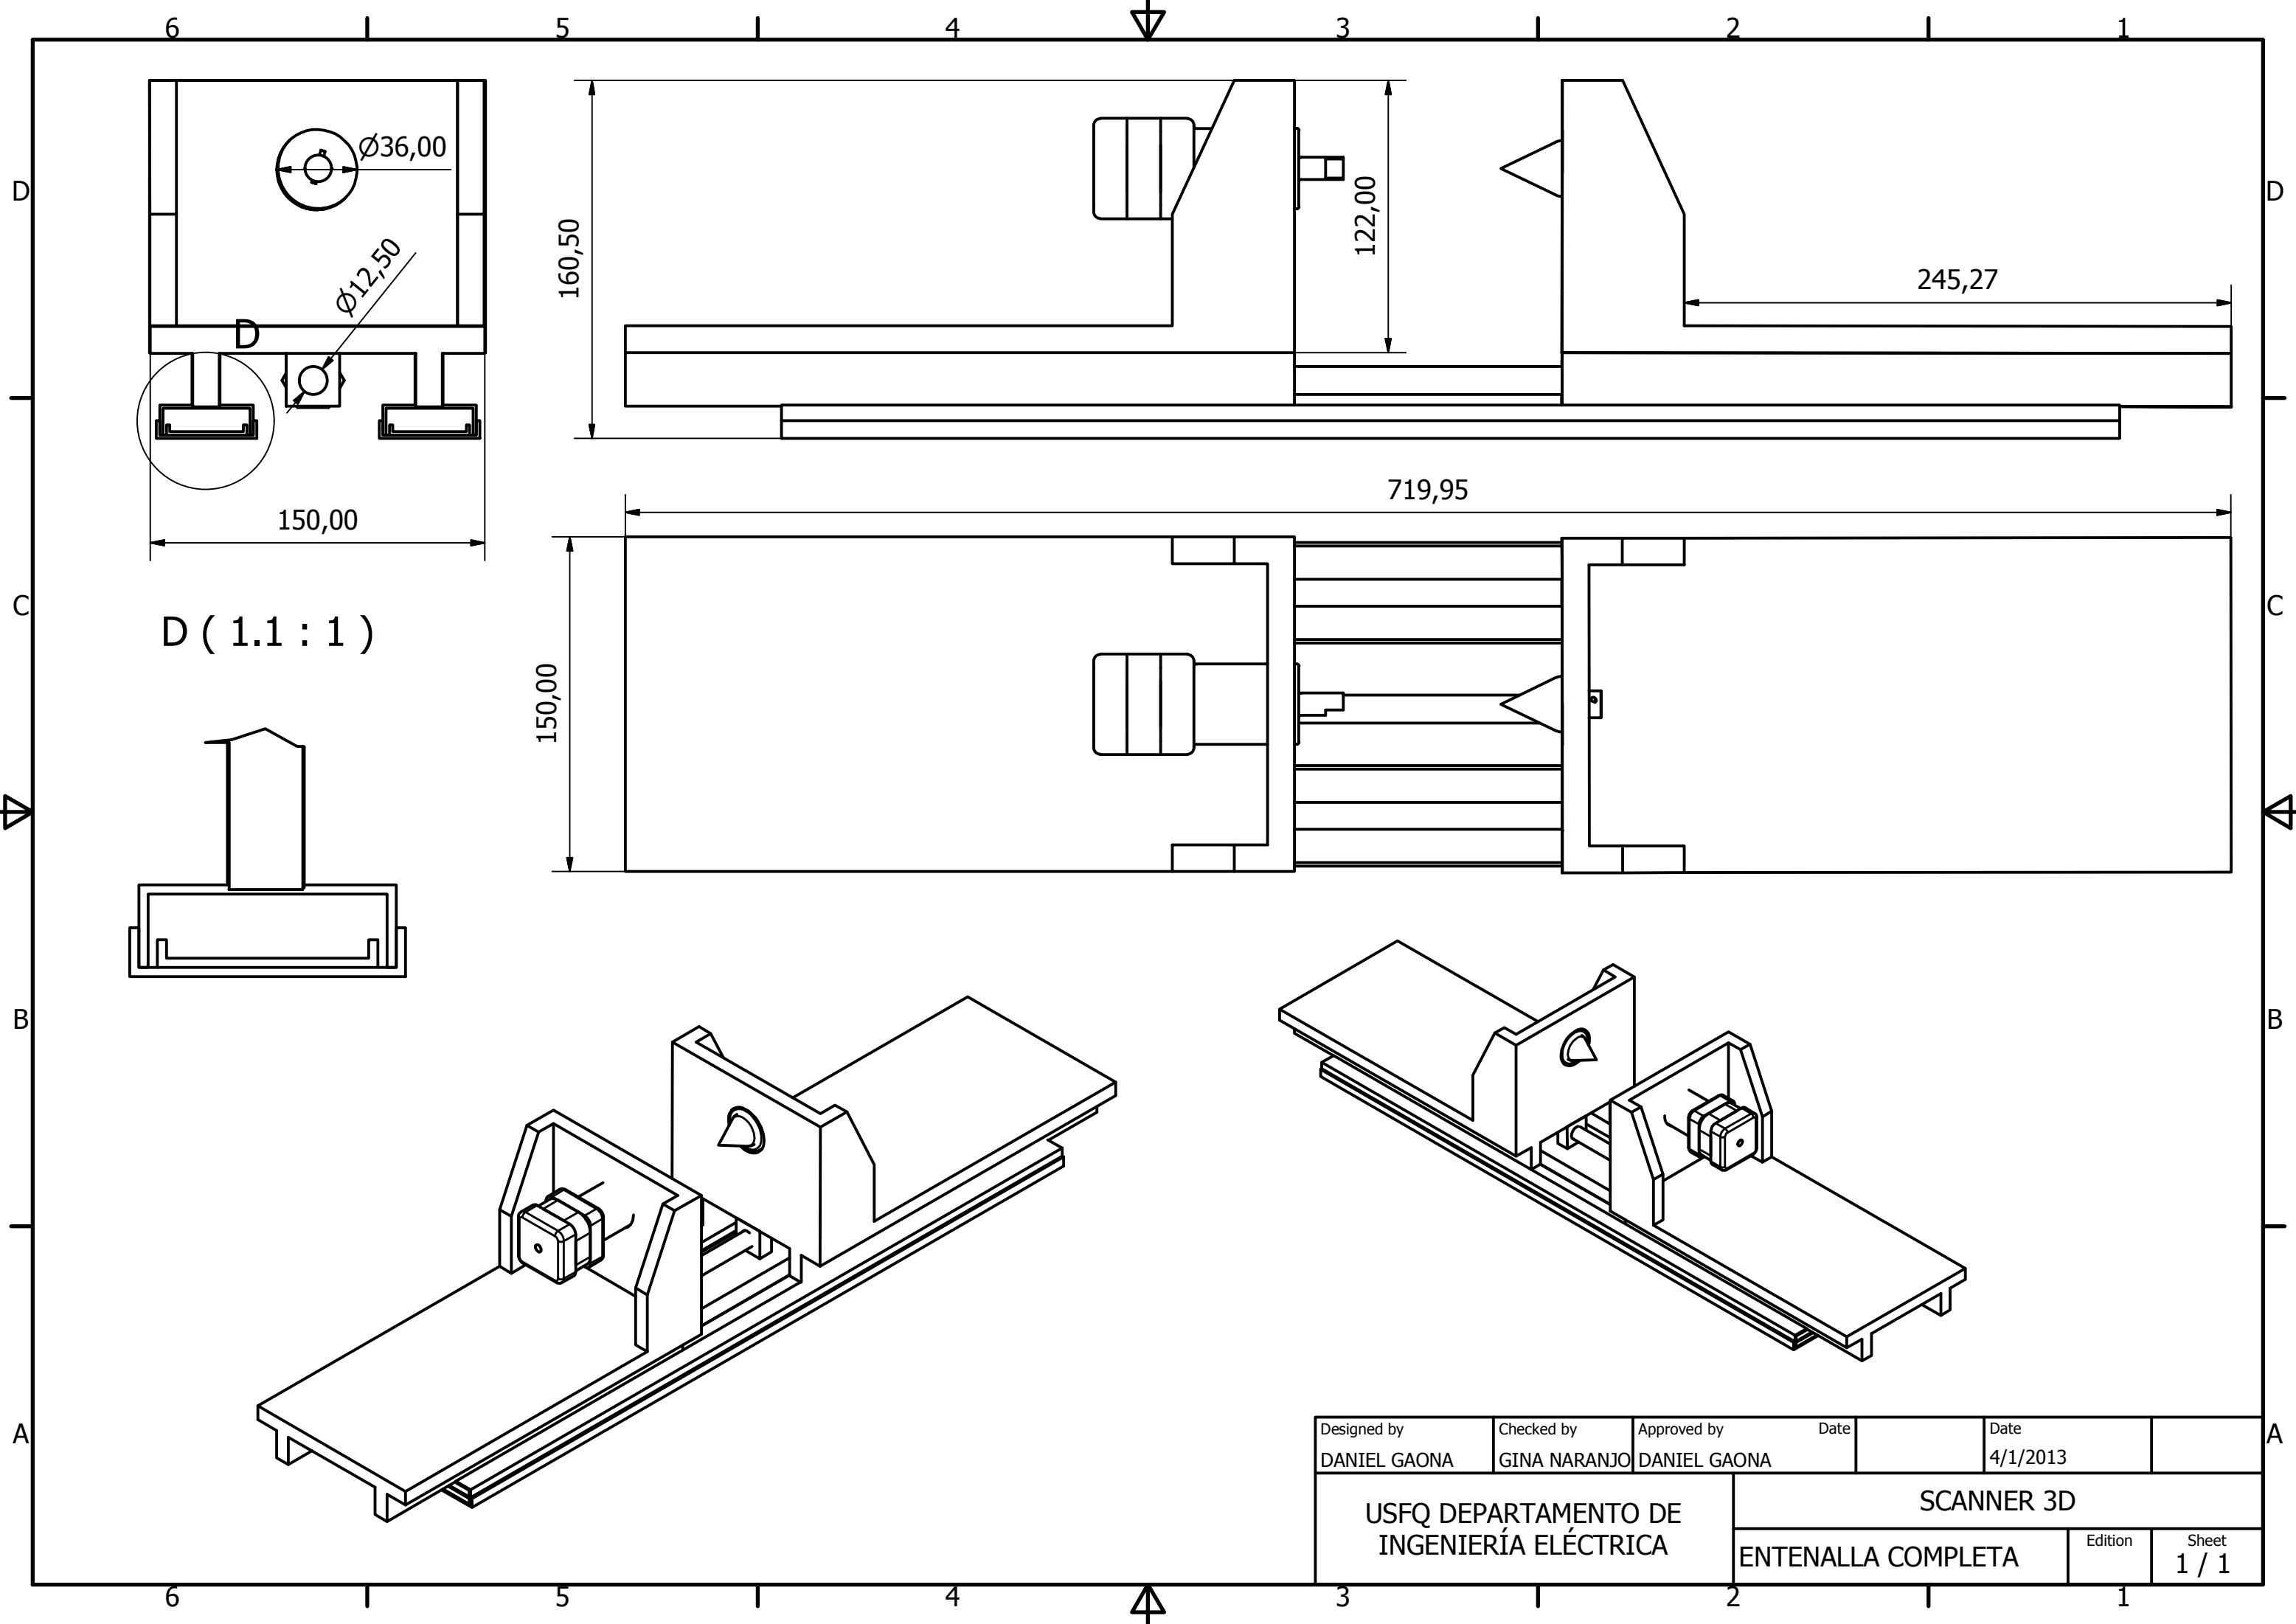 6 5 4 3 2 1
D D
Ø36,00
Ø12,50
D
160,50
122,00
245,27
150,00
719,95
C C
D ( 1.1 : 1 )
150,00
B B
A A
Designed by Checked by Approved by Date Date
DANIEL GAONA GINA NARANJO DANIEL GAONA 4/1/2013
USFQ DEPARTAMENTO DE
INGENIERÍA ELÉCTRICA
SCANNER 3D
ENTENALLA COMPLETA
Edition
Sheet
1 / 1
6 5 4 3 2 1